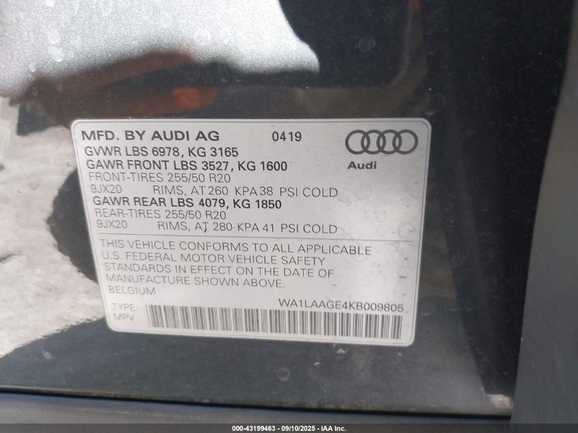 MFD. BY AUDI AG 0419
GVWR LBS 6978, KG 3165
GAWR FRONT LBS 3527, KG 1600
Audi
FRONT-TIRES 255/50 R20
9JX20 RIMS, AT 260 KPA 38 PSI COLD
GAWR REAR LBS 4079, KG 1850
REAR-TIRES 255/50 R20
9JX20 RIMS, AT 280 KPA 41 PSI COLD
THIS VEHICLE CONFORMS TO ALL APPLICABLE
U.S. FEDERAL MOTOR VEHICLE SAFETY
STANDARDS IN EFFECT ON THE DATE OF
MANUFACTURE SHOWN ABOVE.
BELGIUM
WA1LAAGE4KB009805
TYPE:
MPV
000-43199463 - 09/10/2025 - IAA Inc.